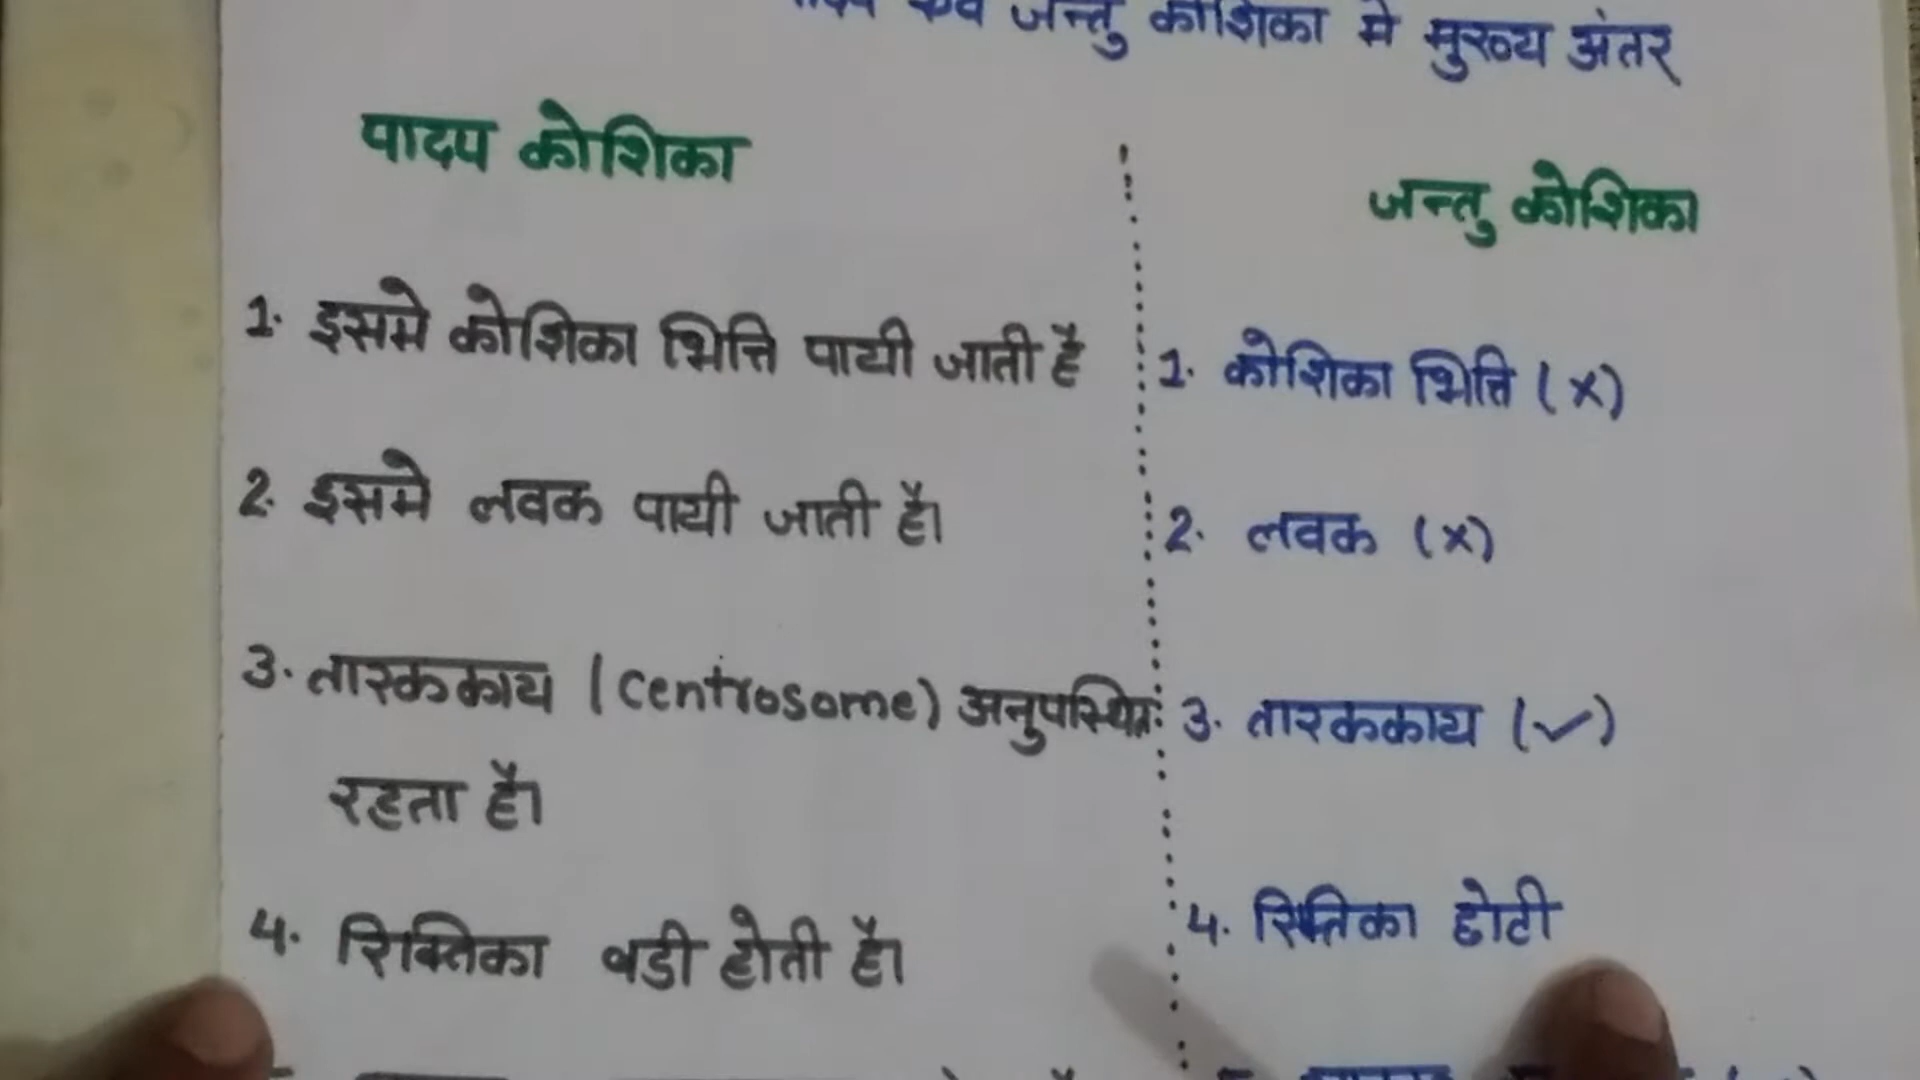 जन्तु कोशिका मे मुख्य अंतर
पादप कोशिका
जन्तु कोशिका
1. इसमे कोशिका भित्ति पायी जाती है
1. कोशिका भित्ति (x)
2. इसमे लवक पायी जाती है।
2. लवक (x)
3. तारककाय (Centrosome) अनुपस्थित
रहता है।
3. तारककाय (✓)
4. रिक्तिका बडी होती है।
4. रिक्तिका छोटी